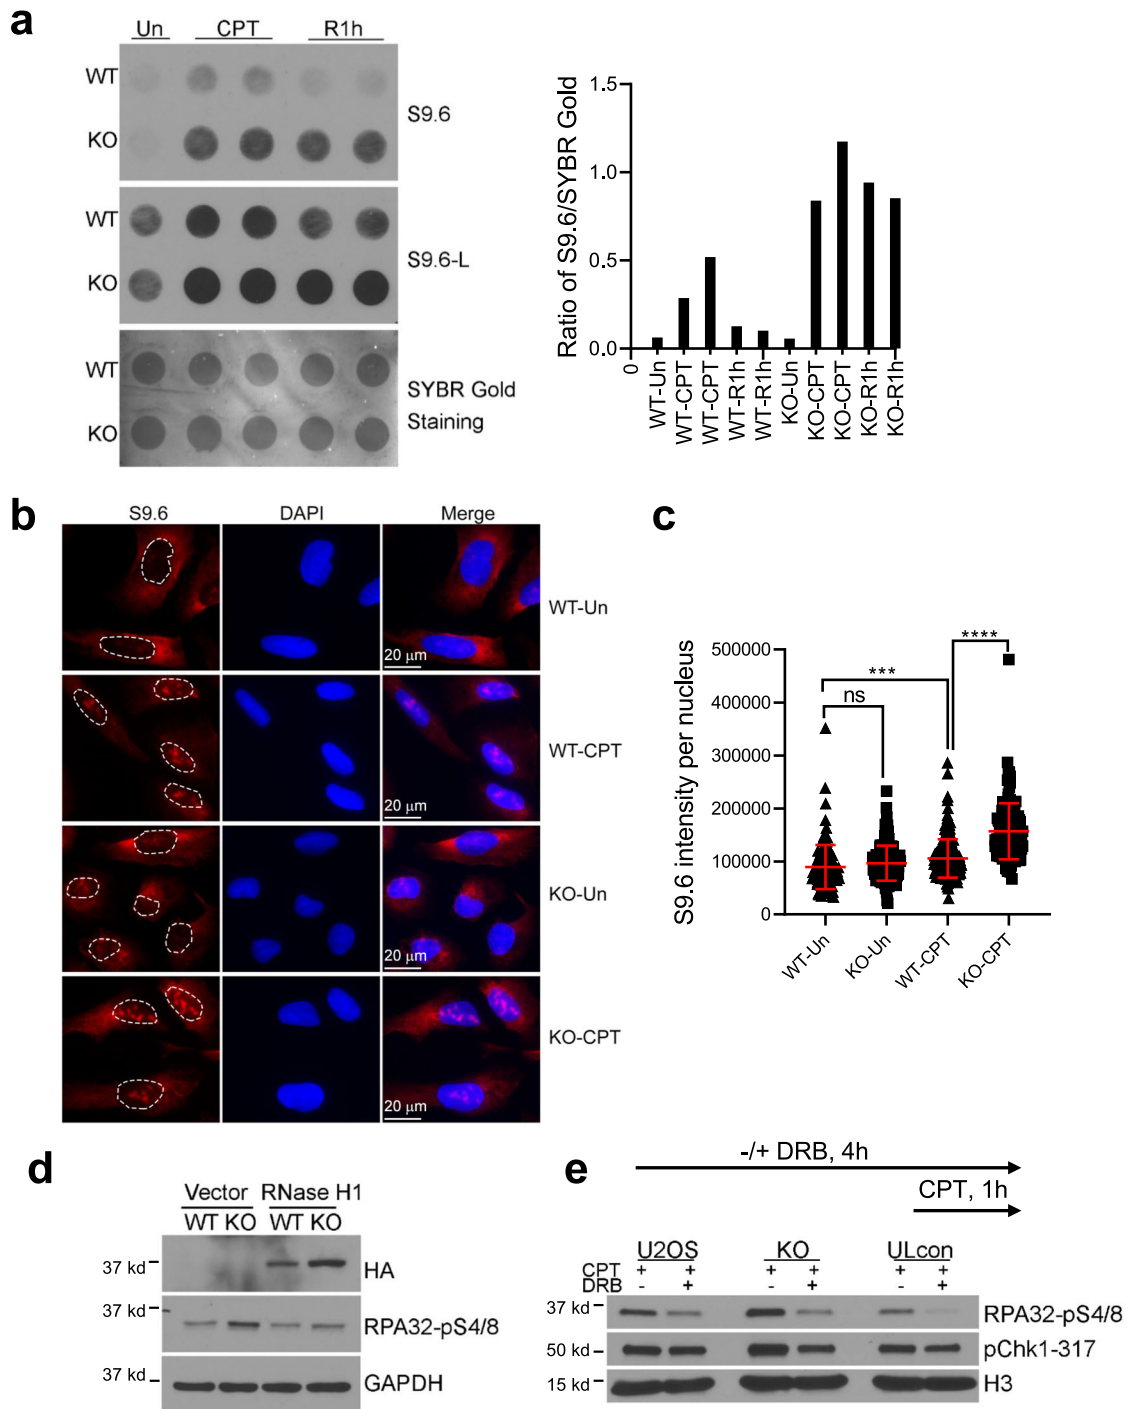 a
Un CPT R1h
WT
KO
S9.6
WT
KO
S9.6-L
WT
KO
SYBR Gold
Staining
Ratio of S9.6/SYBR Gold
1.5
1.0
0.5
0.0
0 WT-Un WT-CPT WT-CPT WT-R1h WT-R1h KO-Un KO-CPT KO-CPT KO-R1h KO-R1h
b
S9.6 DAPI Merge
20 μm
WT-Un
20 μm
WT-CPT
20 μm
KO-Un
20 μm
KO-CPT
c
S9.6 intensity per nucleus
500000
400000
300000
200000
100000
0
ns
***
****
WT-Un KO-Un WT-CPT KO-CPT
d
Vector RNase H1
WT KO WT KO
37 kd HA
37 kd RPA32-pS4/8
37 kd GAPDH
e
-/+ DRB, 4h
CPT, 1h
U2OS KO ULcon
CPT + + + + + +
DRB - + - + - +
37 kd RPA32-pS4/8
50 kd pChk1-317
15 kd H3